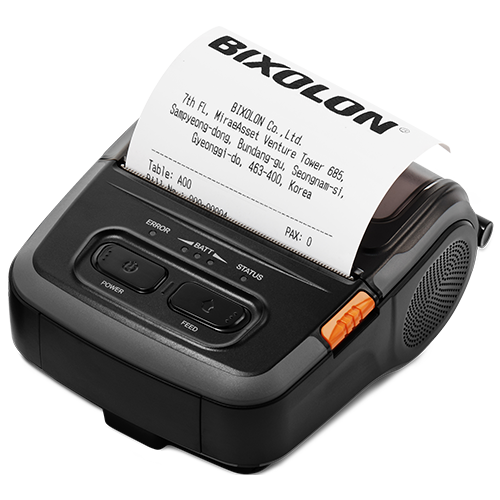 BIXOLON®
BIXOLON Co.,Ltd.
7th FL, MiraeAsset Venture Tower 685,
Sampyeong-dong, Bundang-gu, Seongnam-si,
Gyeonggi-do, 463-400, Korea
Table: A00
PAX: 0
ERROR
BATT
STATUS
POWER
FEED